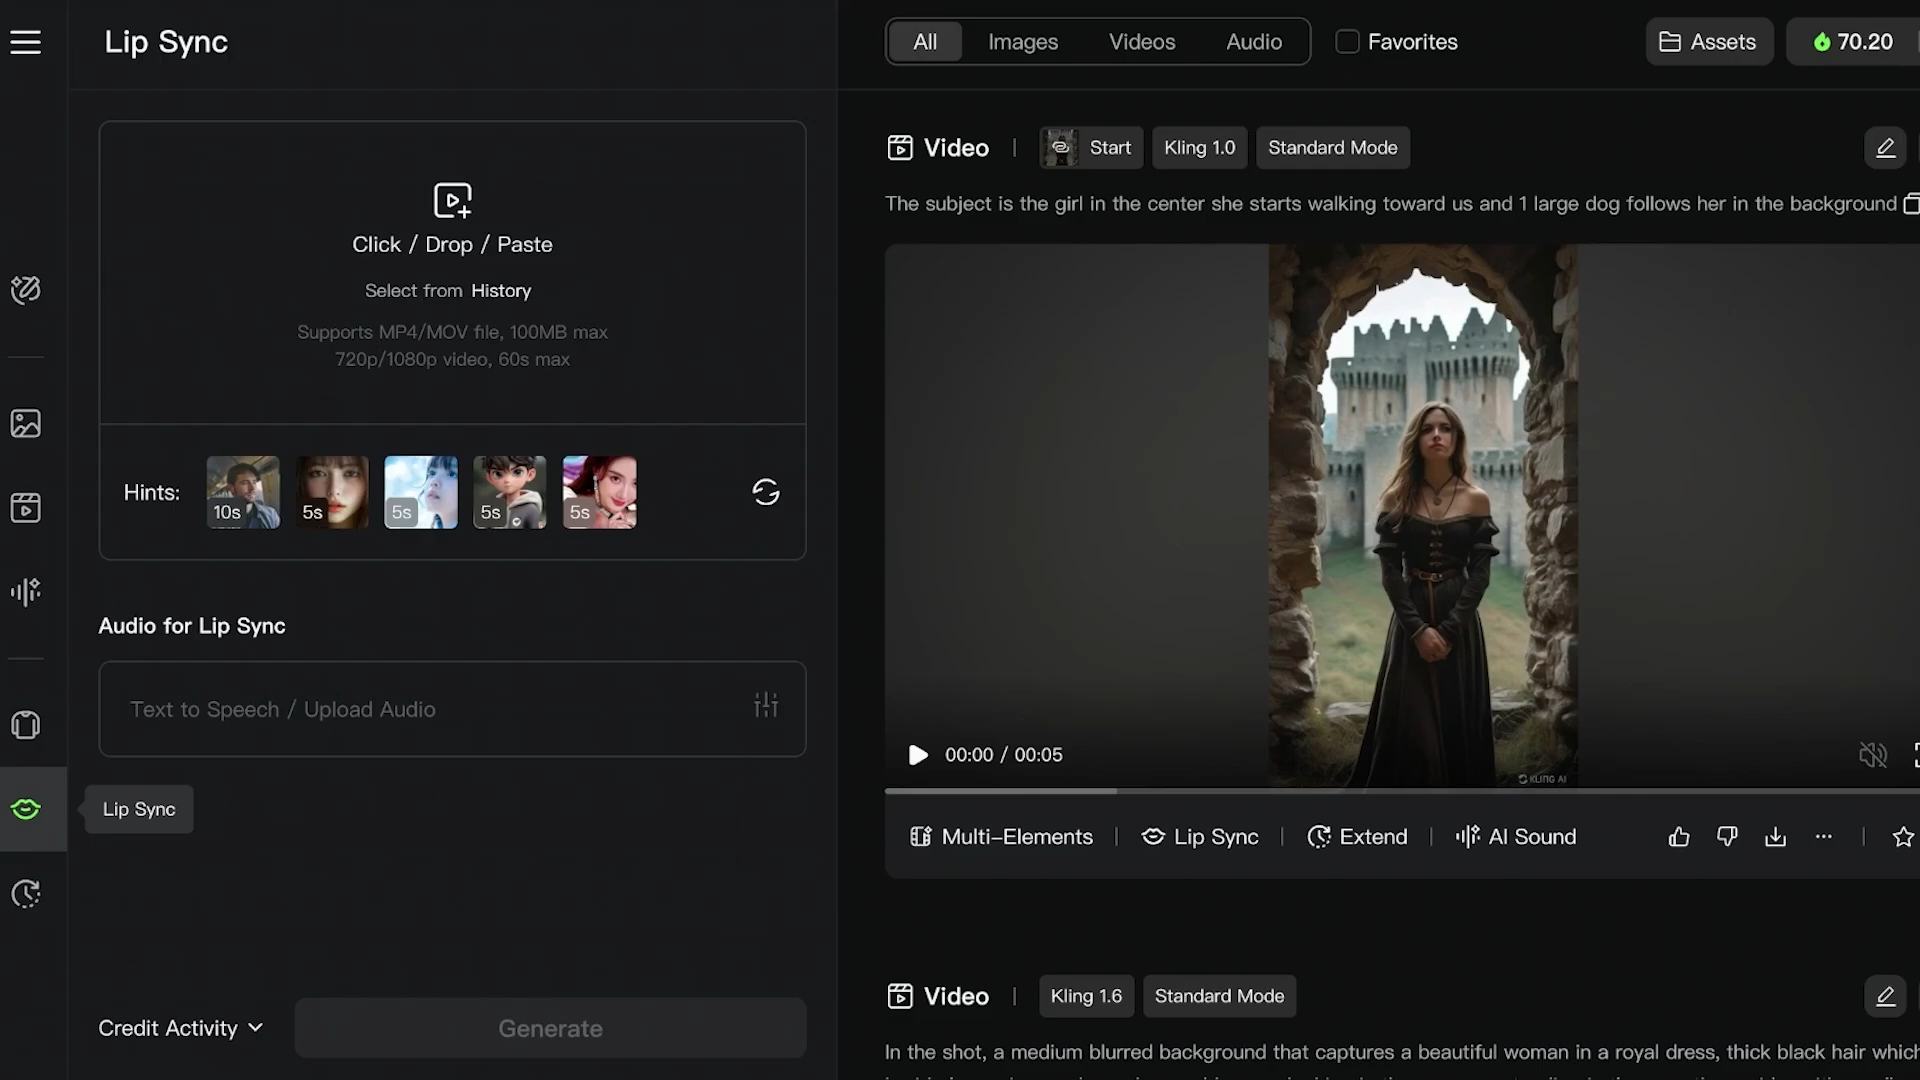 Lip Sync
All
Images
Videos
Audio
Favorites
Assets
70.20
Click / Drop / Paste
Select from History
Supports MP4/MOV file, 100MB max
720p/1080p video, 60s max
Hints:
10s
5s
5s
5s
5s
Audio for Lip Sync
Text to Speech / Upload Audio
Lip Sync
Credit Activity
Generate
Video
Start
Kling 1.0
Standard Mode
The subject is the girl in the center she starts walking toward us and 1 large dog follows her in the background
KLING AI
00:00 / 00:05
Multi-Elements
Lip Sync
Extend
AI Sound
Video
Kling 1.6
Standard Mode
In the shot, a medium blurred background that captures a beautiful woman in a royal dress, thick black hair which